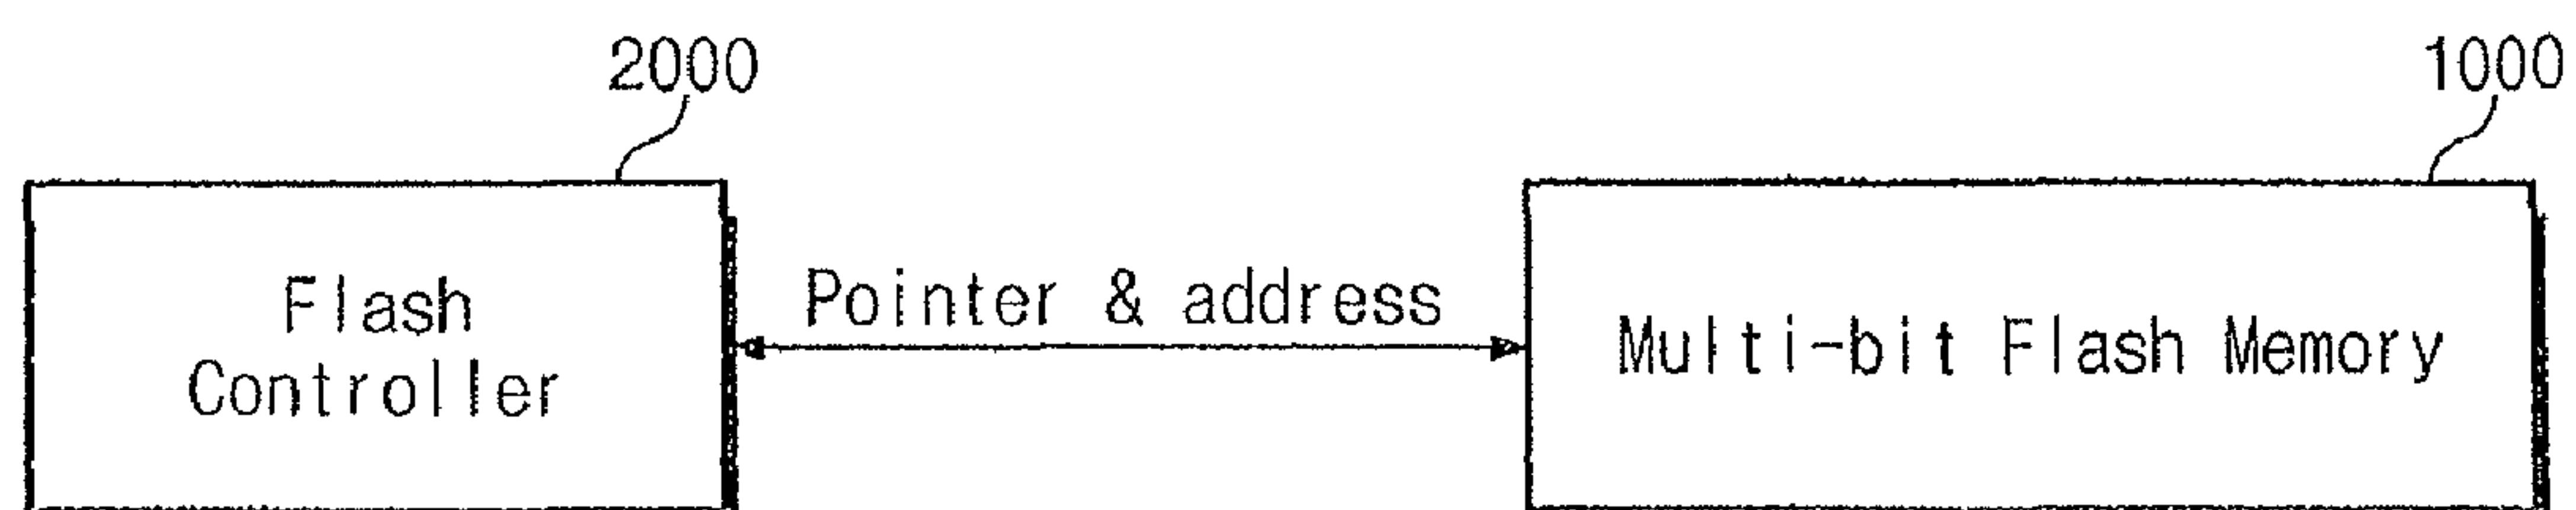 2000
1000
Flash
Controller
Pointer & address
Multi-bit Flash Memory